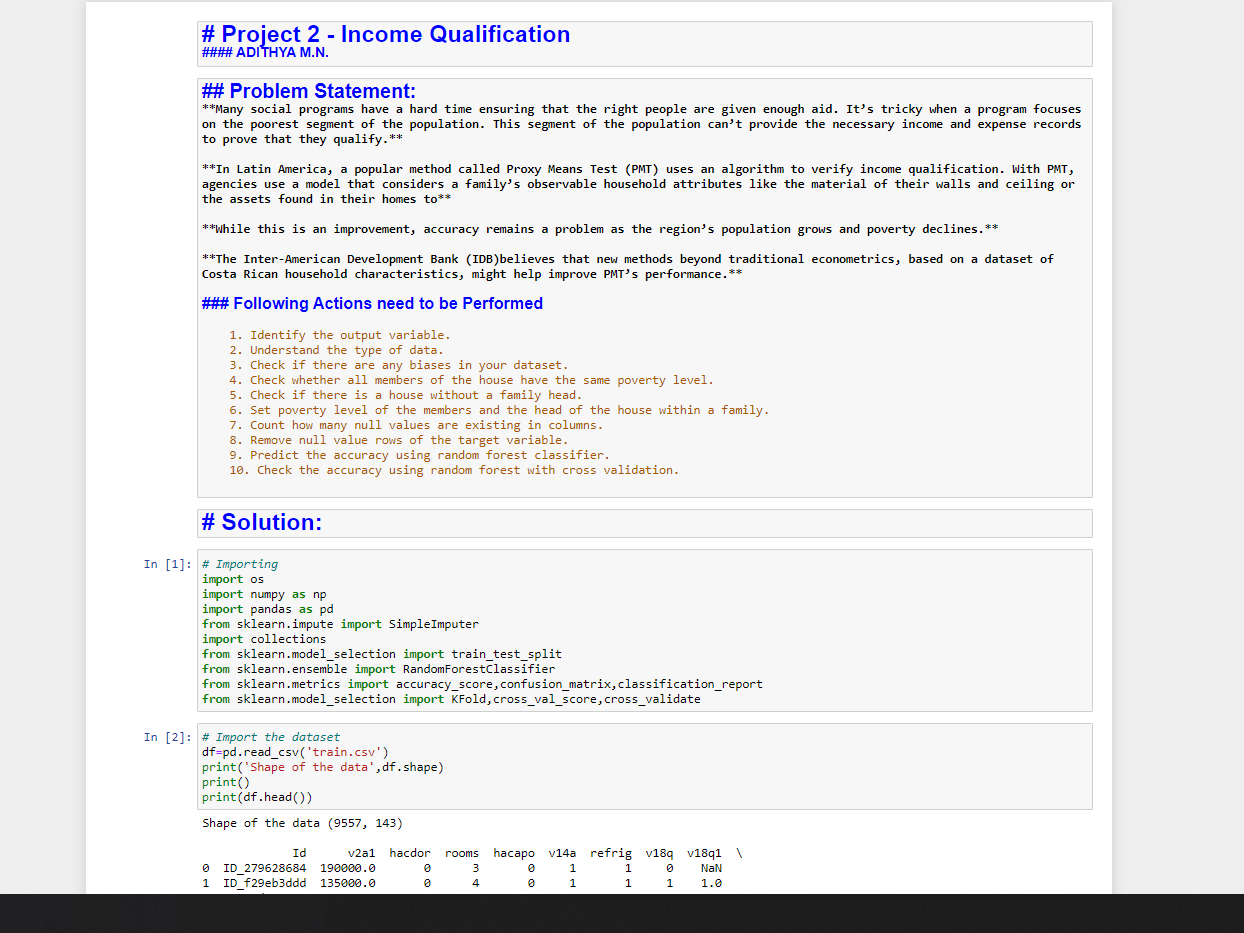 # Project 2 - Income Qualification
#### ADITHYA M.N.
## Problem Statement:
**Many social programs have a hard time ensuring that the right people are given enough aid. It’s tricky when a program focuses
on the poorest segment of the population. This segment of the population can’t provide the necessary income and expense records
to prove that they qualify.**
**In Latin America, a popular method called Proxy Means Test (PMT) uses an algorithm to verify income qualification. With PMT,
agencies use a model that considers a family’s observable household attributes like the material of their walls and ceiling or
the assets found in their homes to**
**While this is an improvement, accuracy remains a problem as the region’s population grows and poverty declines.**
**The Inter-American Development Bank (IDB)believes that new methods beyond traditional econometrics, based on a dataset of
Costa Rican household characteristics, might help improve PMT’s performance.**
### Following Actions need to be Performed
1. Identify the output variable.
2. Understand the type of data.
3. Check if there are any biases in your dataset.
4. Check whether all members of the house have the same poverty level.
5. Check if there is a house without a family head.
6. Set poverty level of the members and the head of the house within a family.
7. Count how many null values are existing in columns.
8. Remove null value rows of the target variable.
9. Predict the accuracy using random forest classifier.
10. Check the accuracy using random forest with cross validation.
# Solution:
In [1]: # Importing
import os
import numpy as np
import pandas as pd
from sklearn.impute import SimpleImputer
import collections
from sklearn.model_selection import train_test_split
from sklearn.ensemble import RandomForestClassifier
from sklearn.metrics import accuracy_score,confusion_matrix,classification_report
from sklearn.model_selection import KFold,cross_val_score,cross_validate
In [2]: # Import the dataset
df=pd.read_csv('train.csv')
print('Shape of the data',df.shape)
print()
print(df.head())
Shape of the data (9557, 143)
Id v2a1 hacdor rooms hacapo v14a refrig v18q v18q1 \
0 ID_279628684 190000.0 0 3 0 1 1 0 NaN
1 ID_f29eb3ddd 135000.0 0 4 0 1 1 1 1.0